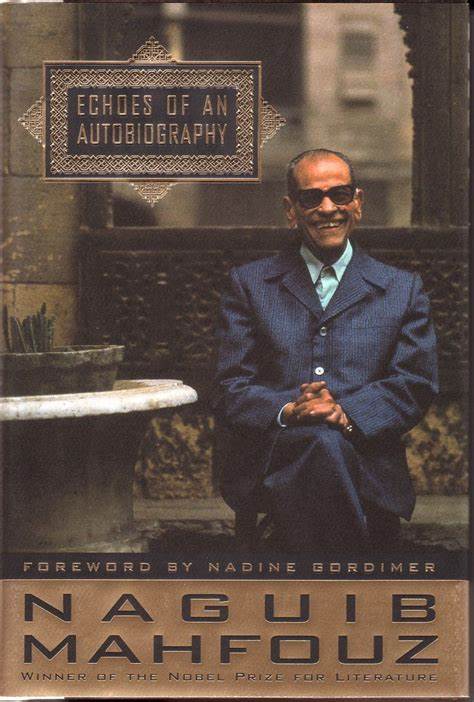 ECHOES OF AN
AUTOBIOGRAPHY
FOREWORD BY NADINE GORDIMER
NAGUIB
MAHFOUZ
WINNER OF THE NOBEL PRIZE FOR LITERATURE